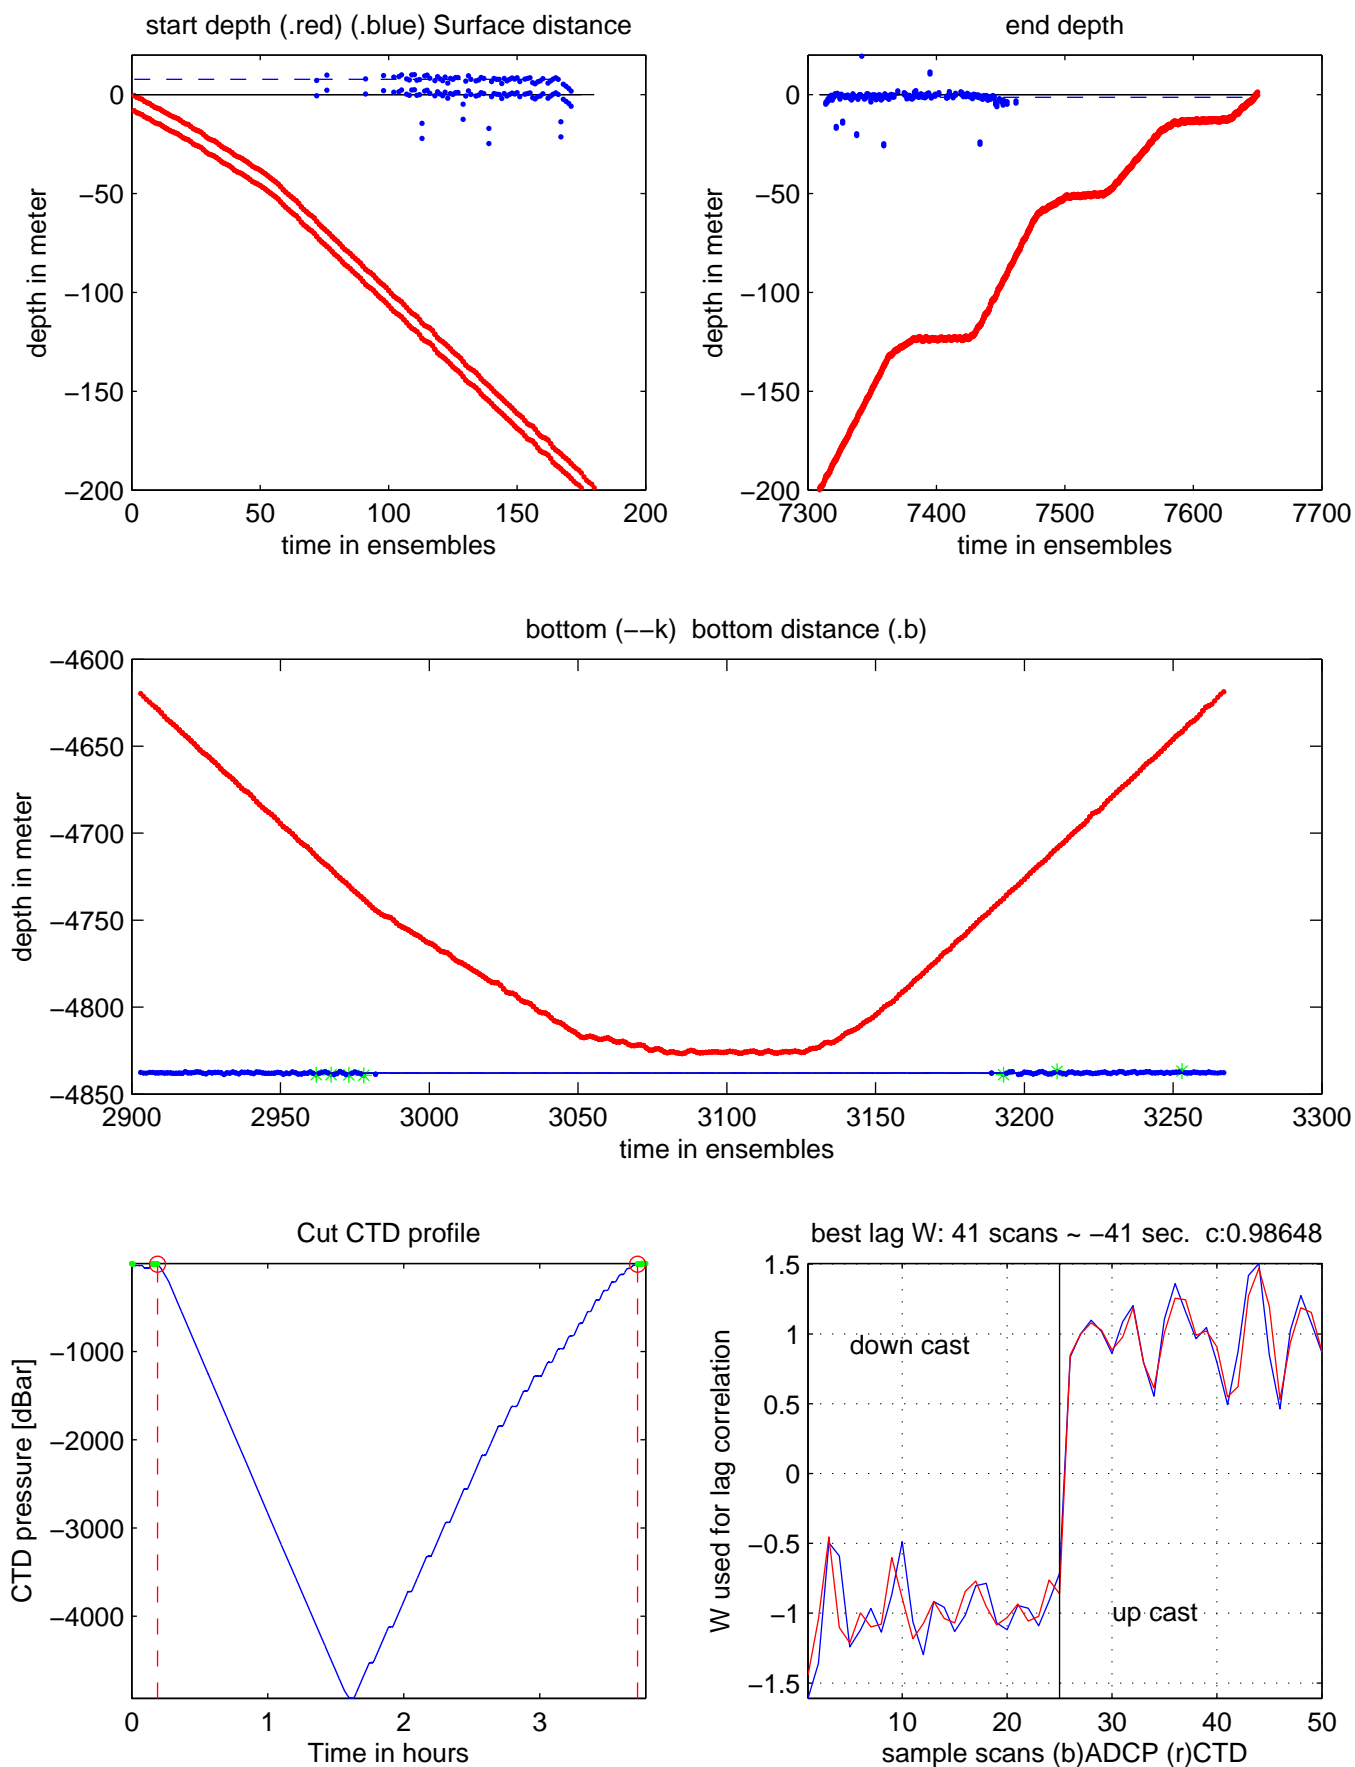 start depth (.red) (.blue) Surface distance
0
−50
−100
−150
−200
depth in meter
0 50 100 150 200
time in ensembles
end depth
0
−50
−100
−150
−200
depth in meter
7300 7400 7500 7600 7700
time in ensembles
bottom (−−k)  bottom distance (.b)
−4600
−4650
−4700
−4750
−4800
−4850
depth in meter
2900 2950 3000 3050 3100 3150 3200 3250 3300
time in ensembles
Cut CTD profile
−1000
−2000
−3000
−4000
CTD pressure [dBar]
0 1 2 3
Time in hours
best lag W: 41 scans ~ −41 sec.  c:0.98648
1.5
1
0.5
0
−0.5
−1
−1.5
W used for lag correlation
down cast
up cast
10 20 30 40 50
sample scans (b)ADCP (r)CTD